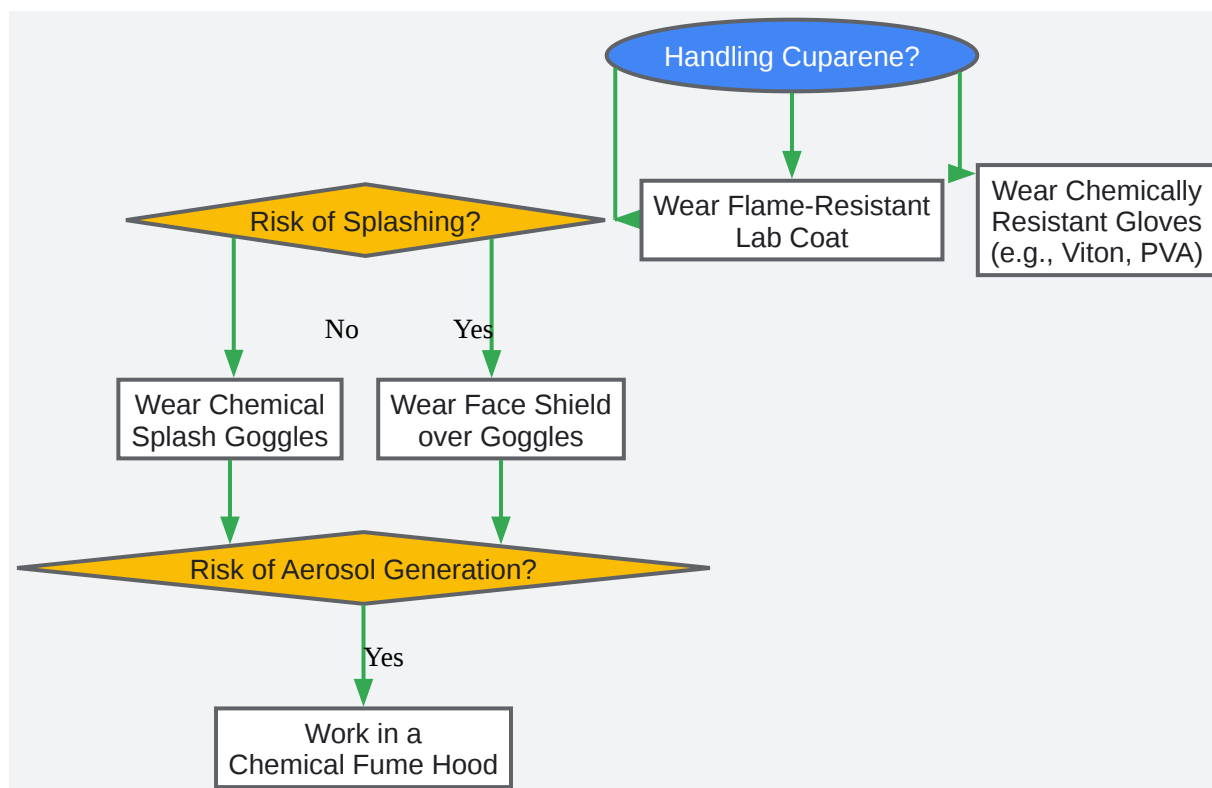 Handling Cuparene?
Wear Flame-Resistant
Lab Coat
Wear Chemically
Resistant Gloves
(e.g., Viton, PVA)
Risk of Splashing?
No
Yes
Wear Chemical
Splash Goggles
Wear Face Shield
over Goggles
Risk of Aerosol Generation?
Yes
Work in a
Chemical Fume Hood